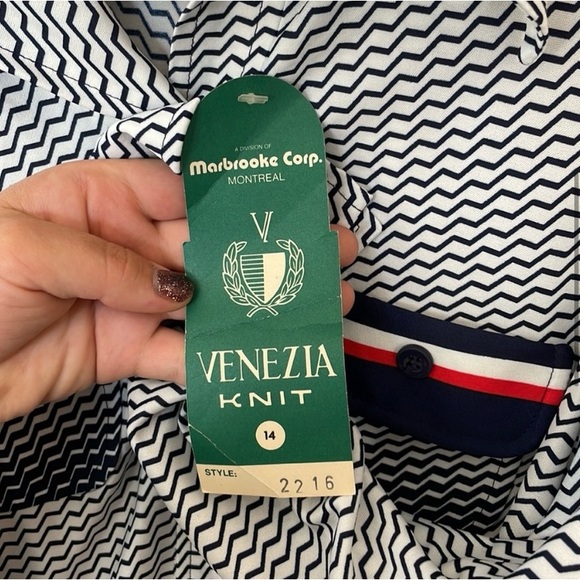 A DIVISION OF
Marbrooke Corp.
MONTREAL
V
VENEZIA
KNIT
14
STYLE: 2216